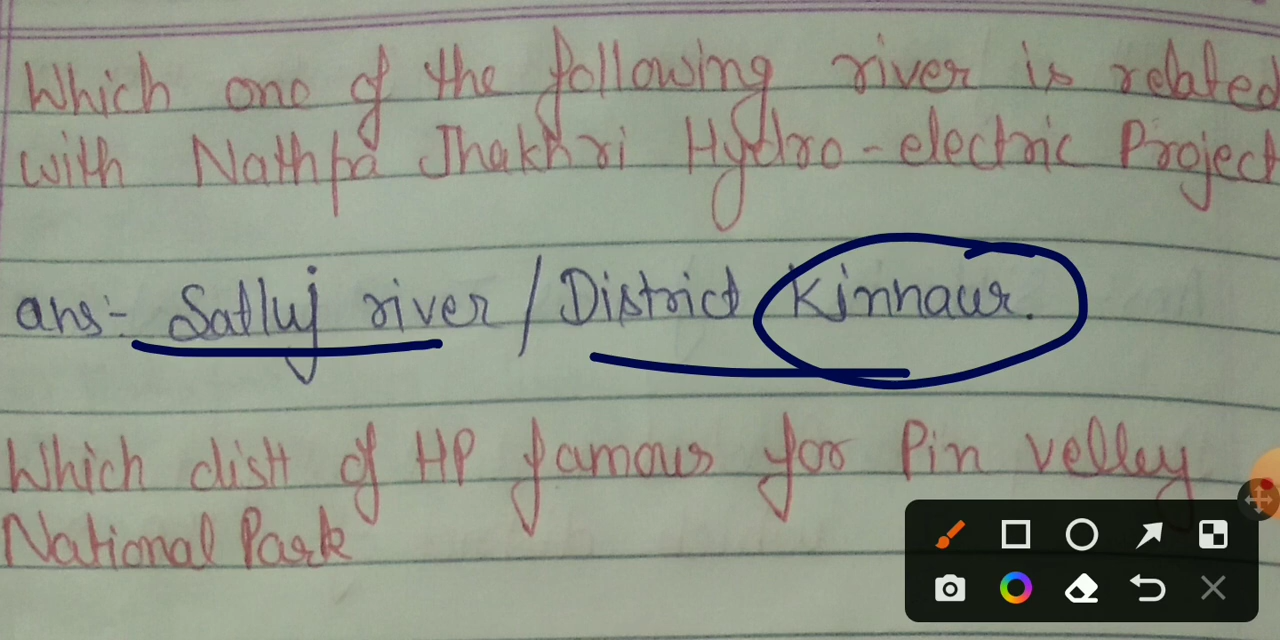 Which one of the following river is related
with Nathpa Jhakhri Hydro-electric Project
ans:- Satluj river / District Kinnaur.
Which distt of HP famous for Pin velley
National Park